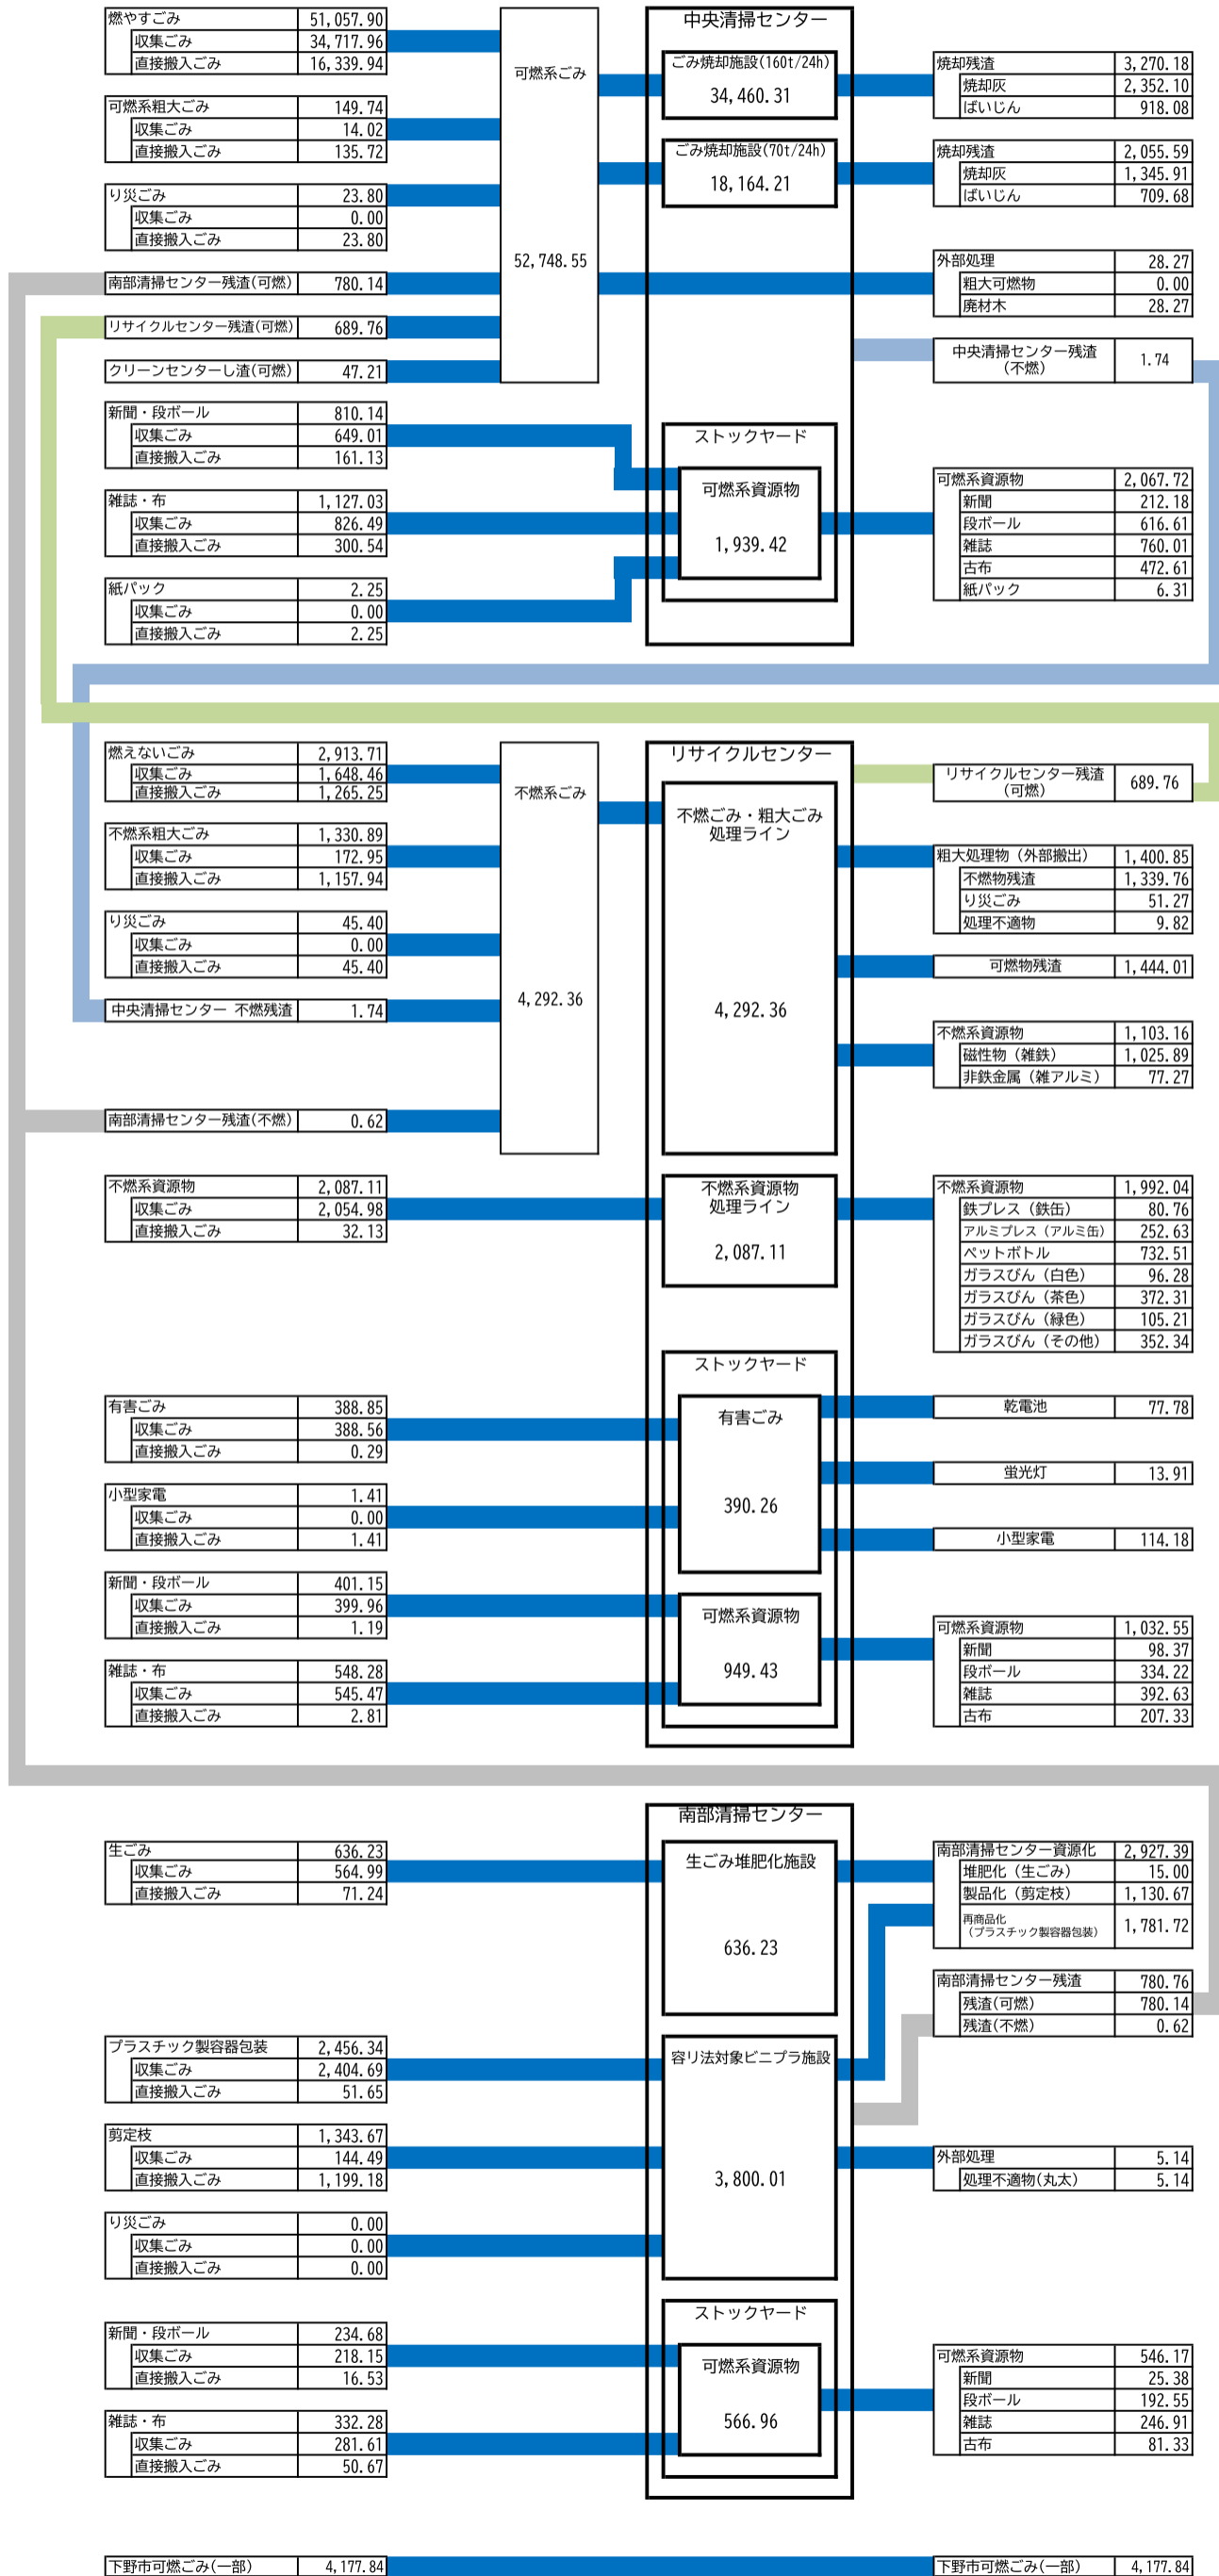 燃やすごみ 51,057.90
収集ごみ 34,717.96
直接搬入ごみ 16,339.94
可燃系粗大ごみ 149.74
収集ごみ 14.02
直接搬入ごみ 135.72
り災ごみ 23.80
収集ごみ 0.00
直接搬入ごみ 23.80
南部清掃センター残渣(可燃) 780.14
リサイクルセンター残渣(可燃) 689.76
クリーンセンターし渣(可燃) 47.21
可燃系ごみ
52,748.55
新聞・段ボール 810.14
収集ごみ 649.01
直接搬入ごみ 161.13
雑誌・布 1,127.03
収集ごみ 826.49
直接搬入ごみ 300.54
紙パック 2.25
収集ごみ 0.00
直接搬入ごみ 2.25
中央清掃センター
ごみ焼却施設(160t/24h)
34,460.31
ごみ焼却施設(70t/24h)
18,164.21
ストックヤード
可燃系資源物
1,939.42
焼却残渣 3,270.18
焼却灰 2,352.10
ばいじん 918.08
焼却残渣 2,055.59
焼却灰 1,345.91
ばいじん 709.68
外部処理 28.27
粗大可燃物 0.00
廃材木 28.27
中央清掃センター残渣
(不燃) 1.74
可燃系資源物 2,067.72
新聞 212.18
段ボール 616.61
雑誌 760.01
古布 472.61
紙パック 6.31
燃えないごみ 2,913.71
収集ごみ 1,648.46
直接搬入ごみ 1,265.25
不燃系粗大ごみ 1,330.89
収集ごみ 172.95
直接搬入ごみ 1,157.94
り災ごみ 45.40
収集ごみ 0.00
直接搬入ごみ 45.40
中央清掃センター 不燃残渣 1.74
南部清掃センター残渣(不燃) 0.62
不燃系ごみ
4,292.36
不燃系資源物 2,087.11
収集ごみ 2,054.98
直接搬入ごみ 32.13
有害ごみ 388.85
収集ごみ 388.56
直接搬入ごみ 0.29
小型家電 1.41
収集ごみ 0.00
直接搬入ごみ 1.41
新聞・段ボール 401.15
収集ごみ 399.96
直接搬入ごみ 1.19
雑誌・布 548.28
収集ごみ 545.47
直接搬入ごみ 2.81
リサイクルセンター
不燃ごみ・粗大ごみ
処理ライン
4,292.36
不燃系資源物
処理ライン
2,087.11
ストックヤード
有害ごみ
390.26
可燃系資源物
949.43
リサイクルセンター残渣
(可燃) 689.76
粗大処理物（外部搬出） 1,400.85
不燃物残渣 1,339.76
り災ごみ 51.27
処理不適物 9.82
可燃物残渣 1,444.01
不燃系資源物 1,103.16
磁性物（雑鉄） 1,025.89
非鉄金属（雑アルミ） 77.27
不燃系資源物 1,992.04
鉄プレス（鉄缶） 80.76
アルミプレス（アルミ缶） 252.63
ペットボトル 732.51
ガラスびん（白色） 96.28
ガラスびん（茶色） 372.31
ガラスびん（緑色） 105.21
ガラスびん（その他） 352.34
乾電池 77.78
蛍光灯 13.91
小型家電 114.18
可燃系資源物 1,032.55
新聞 98.37
段ボール 334.22
雑誌 392.63
古布 207.33
生ごみ 636.23
収集ごみ 564.99
直接搬入ごみ 71.24
プラスチック製容器包装 2,456.34
収集ごみ 2,404.69
直接搬入ごみ 51.65
剪定枝 1,343.67
収集ごみ 144.49
直接搬入ごみ 1,199.18
り災ごみ 0.00
収集ごみ 0.00
直接搬入ごみ 0.00
新聞・段ボール 234.68
収集ごみ 218.15
直接搬入ごみ 16.53
雑誌・布 332.28
収集ごみ 281.61
直接搬入ごみ 50.67
南部清掃センター
生ごみ堆肥化施設
636.23
容リ法対象ビニプラ施設
3,800.01
ストックヤード
可燃系資源物
566.96
南部清掃センター資源化 2,927.39
堆肥化（生ごみ） 15.00
製品化（剪定枝） 1,130.67
再商品化
（プラスチック製容器包装） 1,781.72
南部清掃センター残渣 780.76
残渣(可燃) 780.14
残渣(不燃) 0.62
外部処理 5.14
処理不適物(丸太) 5.14
可燃系資源物 546.17
新聞 25.38
段ボール 192.55
雑誌 246.91
古布 81.33
下野市可燃ごみ(一部) 4,177.84
下野市可燃ごみ(一部) 4,177.84